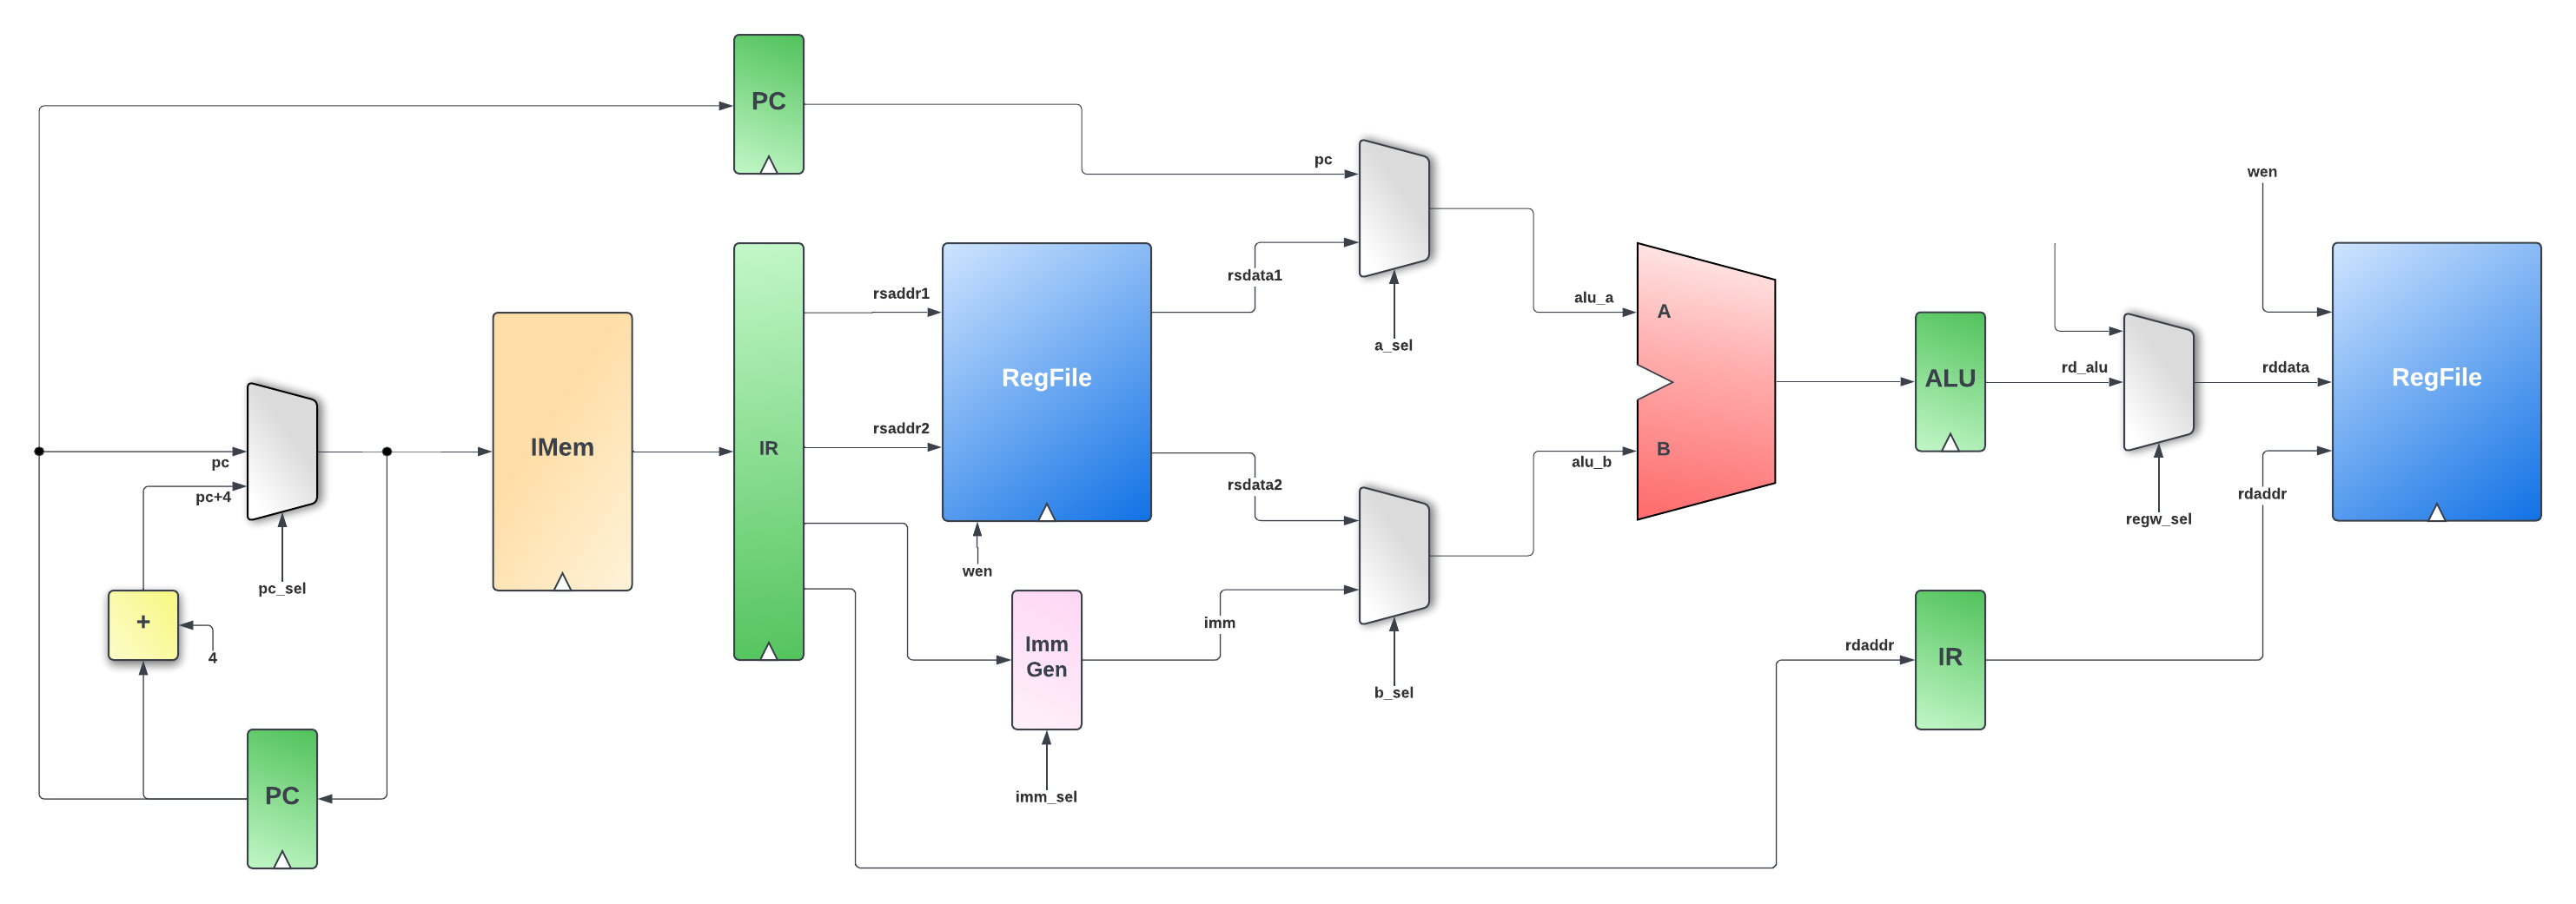 PC
pc
wen
rsdata1
rsaddr1
alu_a
A
a_sel
rd_alu
rddata
RegFile
ALU
RegFile
rsaddr2
IMem
IR
B
alu_b
pc
pc+4
rsdata2
rdaddr
regw_sel
wen
pc_sel
+
4
imm
Imm
Gen
b_sel
rdaddr
IR
PC
imm_sel